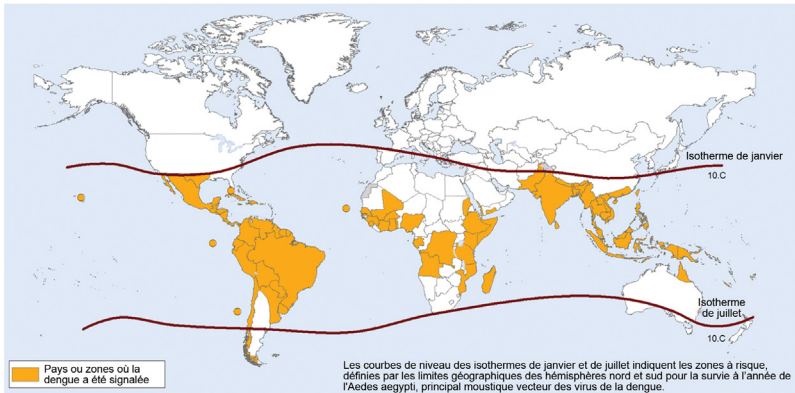 Isotherme de janvier
10.C
Isotherme
de juillet
10.C
Pays ou zones où la
dengue a été signalée
Les courbes de niveau des isothermes de janvier et de juillet indiquent les zones à risque,
définies par les limites géographiques des hémisphères nord et sud pour la survie à l'année de
l'Aedes aegypti, principal moustique vecteur des virus de la dengue.